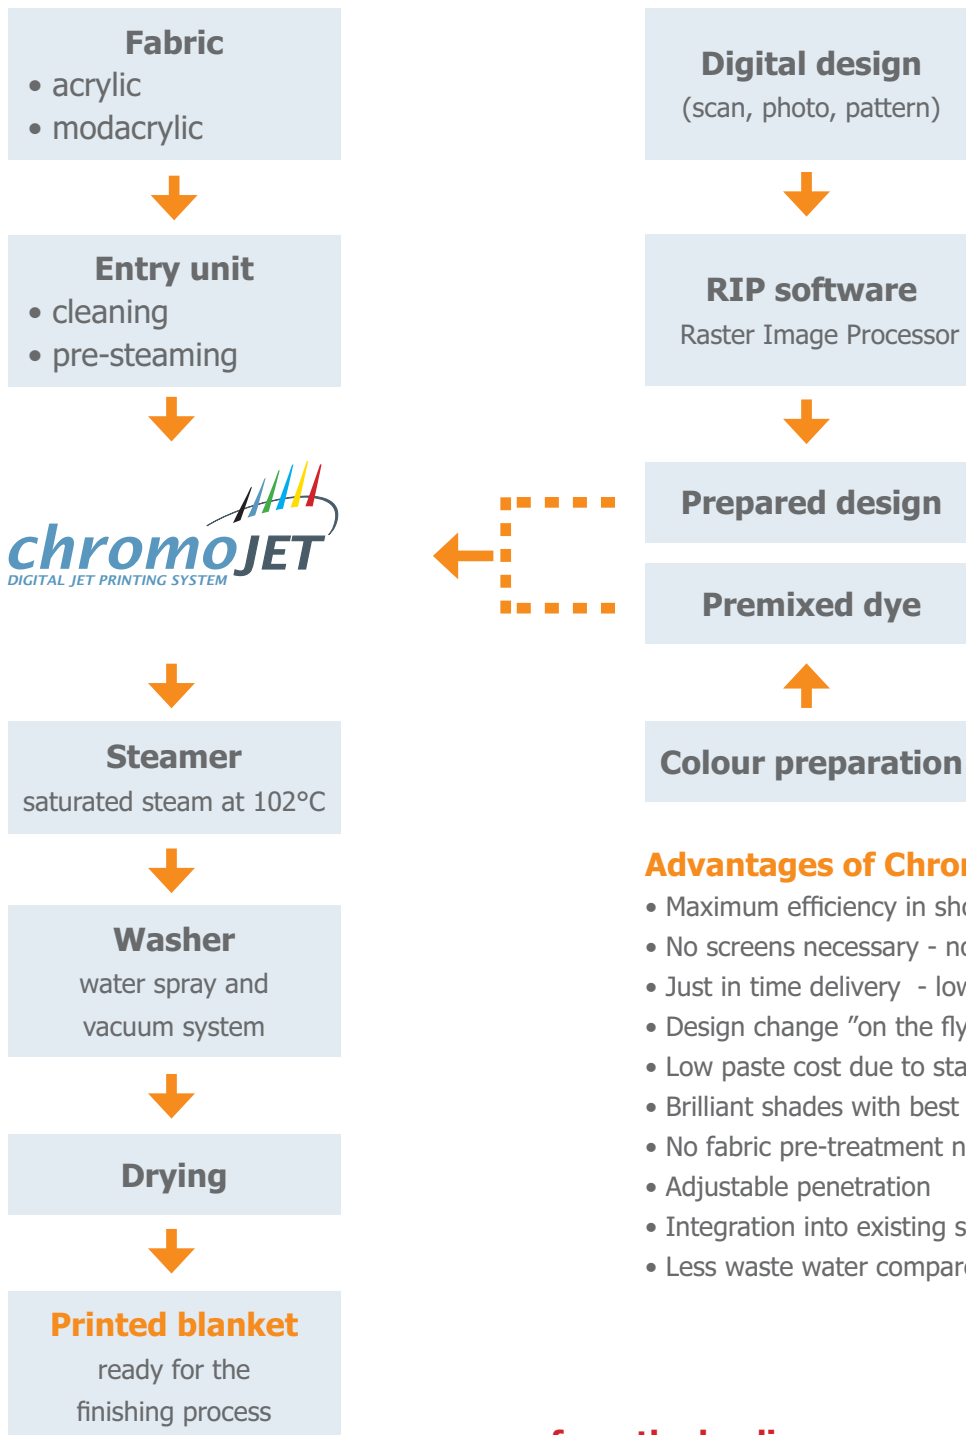 Fabric
• acrylic
• modacrylic
Entry unit
• cleaning
• pre-steaming
chromoJET
DIGITAL JET PRINTING SYSTEM
Steamer
saturated steam at 102°C
Washer
water spray and
vacuum system
Drying
Printed blanket
ready for the
finishing process
Digital design
(scan, photo, pattern)
RIP software
Raster Image Processor
Prepared design
Premixed dye
Colour preparation
Advantages of
• Maximum efficiency in
• No screens necessary -
• Just in time delivery -
• Design change ”on the fly
• Low paste cost due to
• Brilliant shades with best
• No fabric pre-treatment
• Adjustable penetration
• Integration into existing
• Less waste water